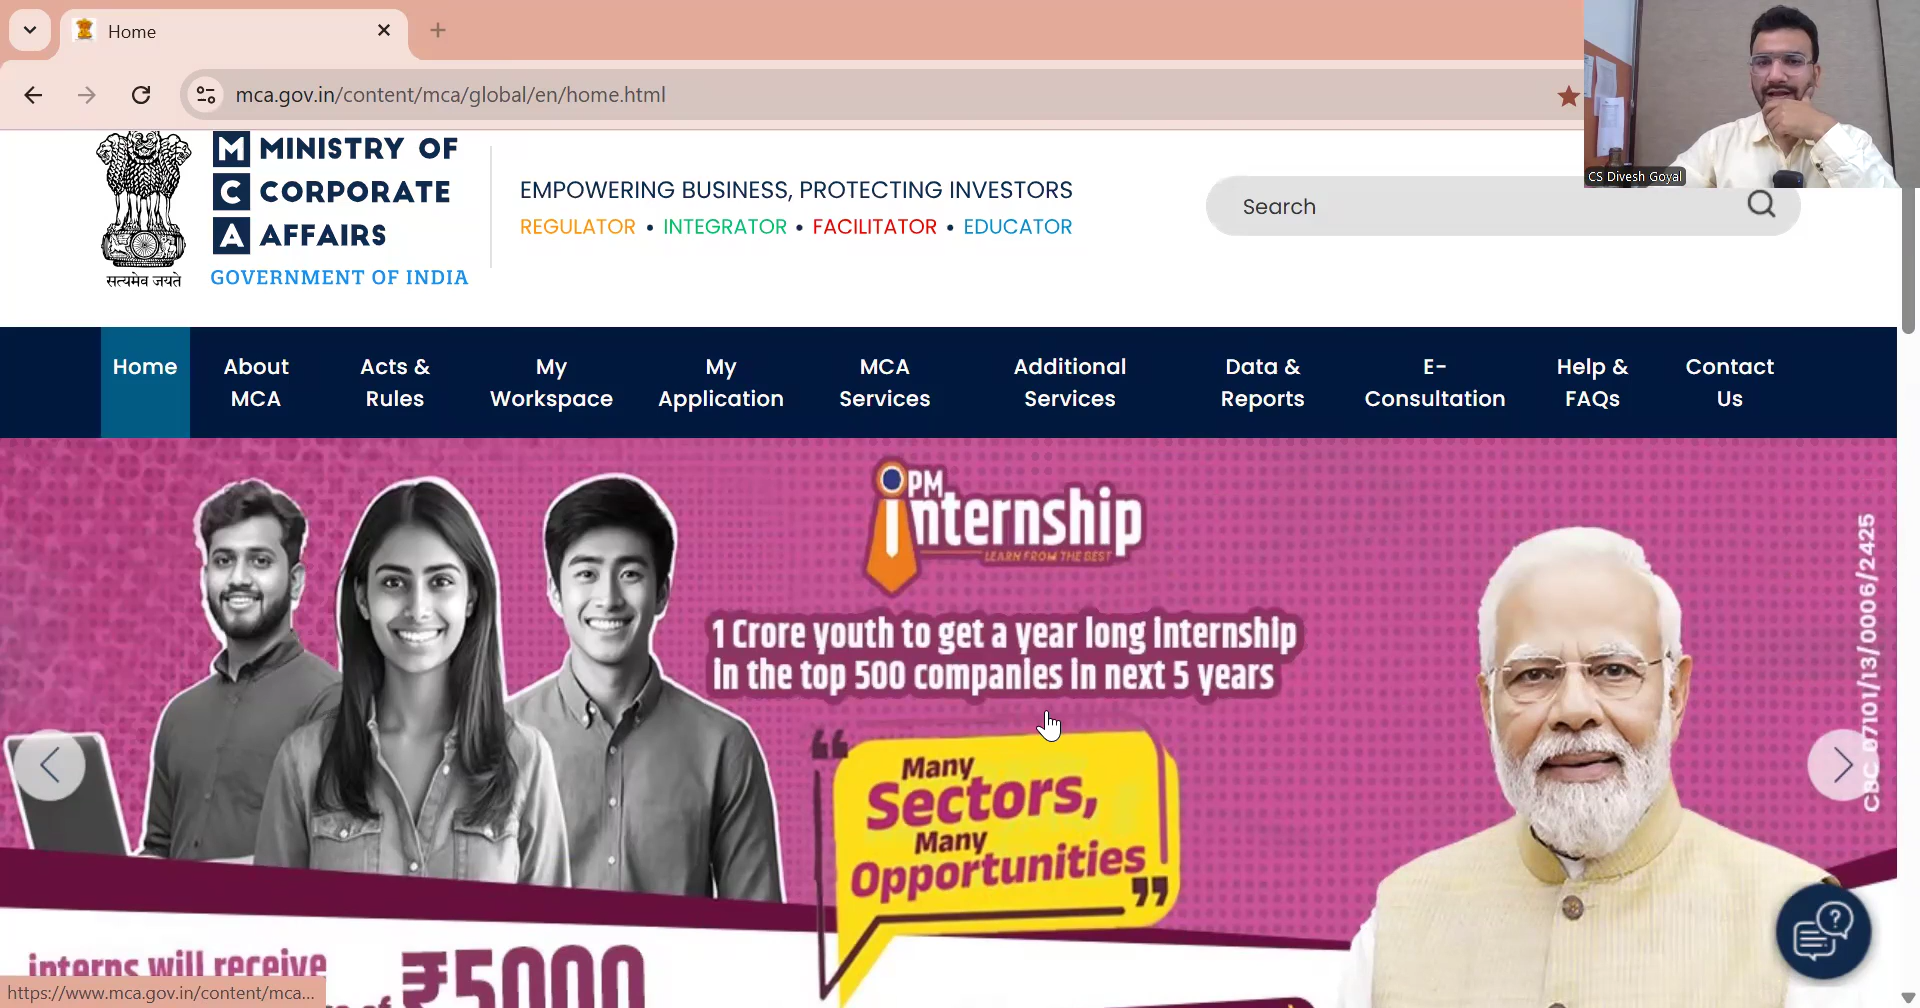 Home
mca.gov.in/content/mca/global/en/home.html
CS Divesh Goyal
सत्यमेव जयते
M MINISTRY OF
C CORPORATE
A AFFAIRS
GOVERNMENT OF INDIA
EMPOWERING BUSINESS, PROTECTING INVESTORS
REGULATOR • INTEGRATOR • FACILITATOR • EDUCATOR
Search
Home
About
MCA
Acts &
Rules
My
Workspace
My
Application
MCA
Services
Additional
Services
Data &
Reports
E-
Consultation
Help &
FAQs
Contact
Us
PM
internship
LEARN FROM THE BEST
1 Crore youth to get a year long internship
in the top 500 companies in next 5 years
“Many
Sectors,
Many
Opportunities”
CBC 07101/13/0006/2425
interns will receive
of ₹5000
https://www.mca.gov.in/content/mca...